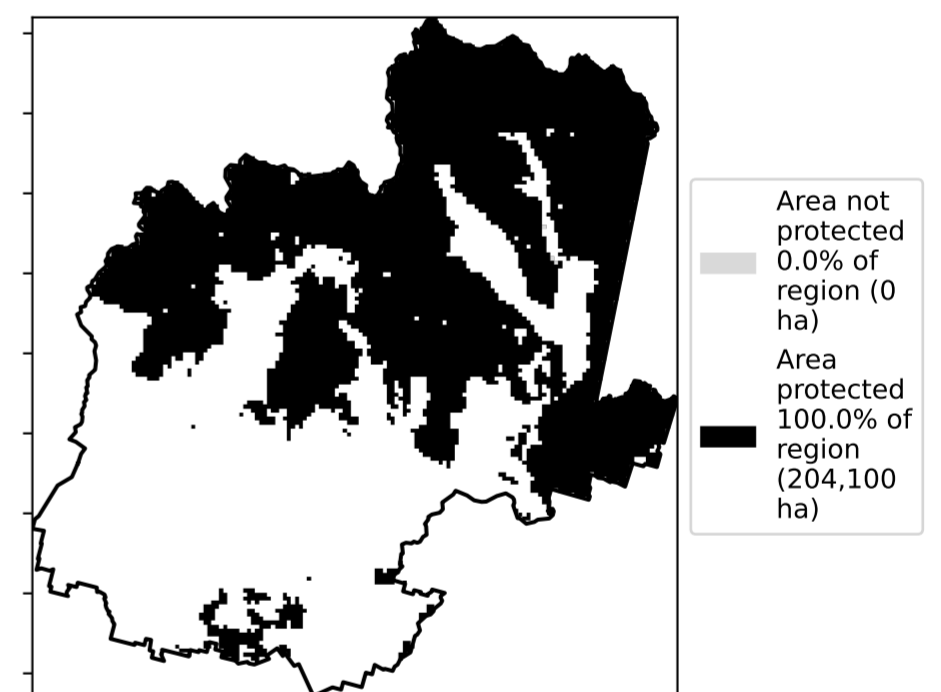 Area not
protected
0.0% of
region (0
ha)
Area
protected
100.0% of
region
(204,100
ha)